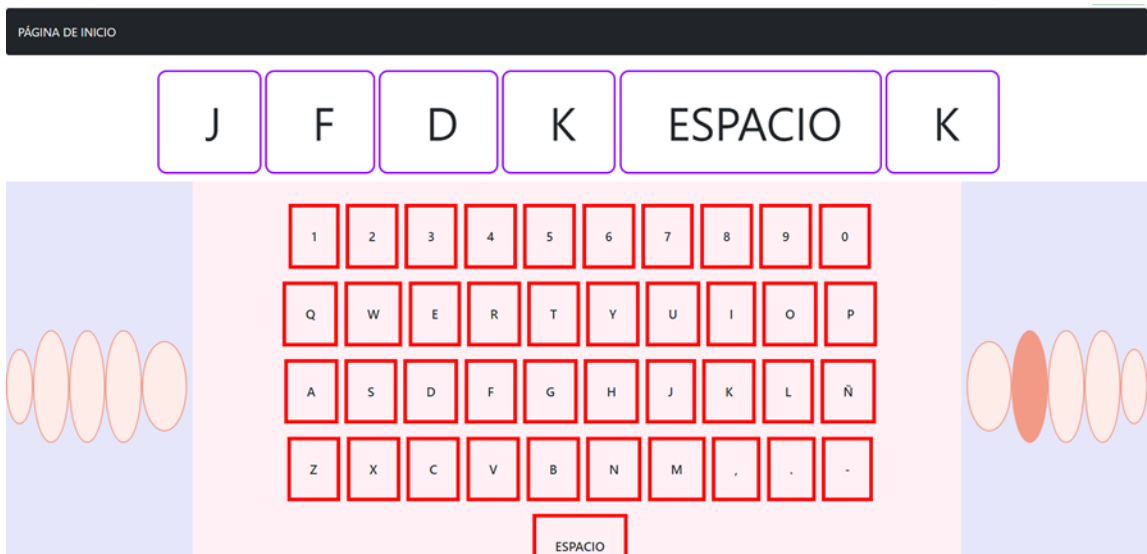 PÁGINA DE INICIO
J F D K ESPACIO K
1 2 3 4 5 6 7 8 9 0
Q W E R T Y U I O P
A S D F G H J K L Ñ
Z X C V B N M , . -
ESPACIO